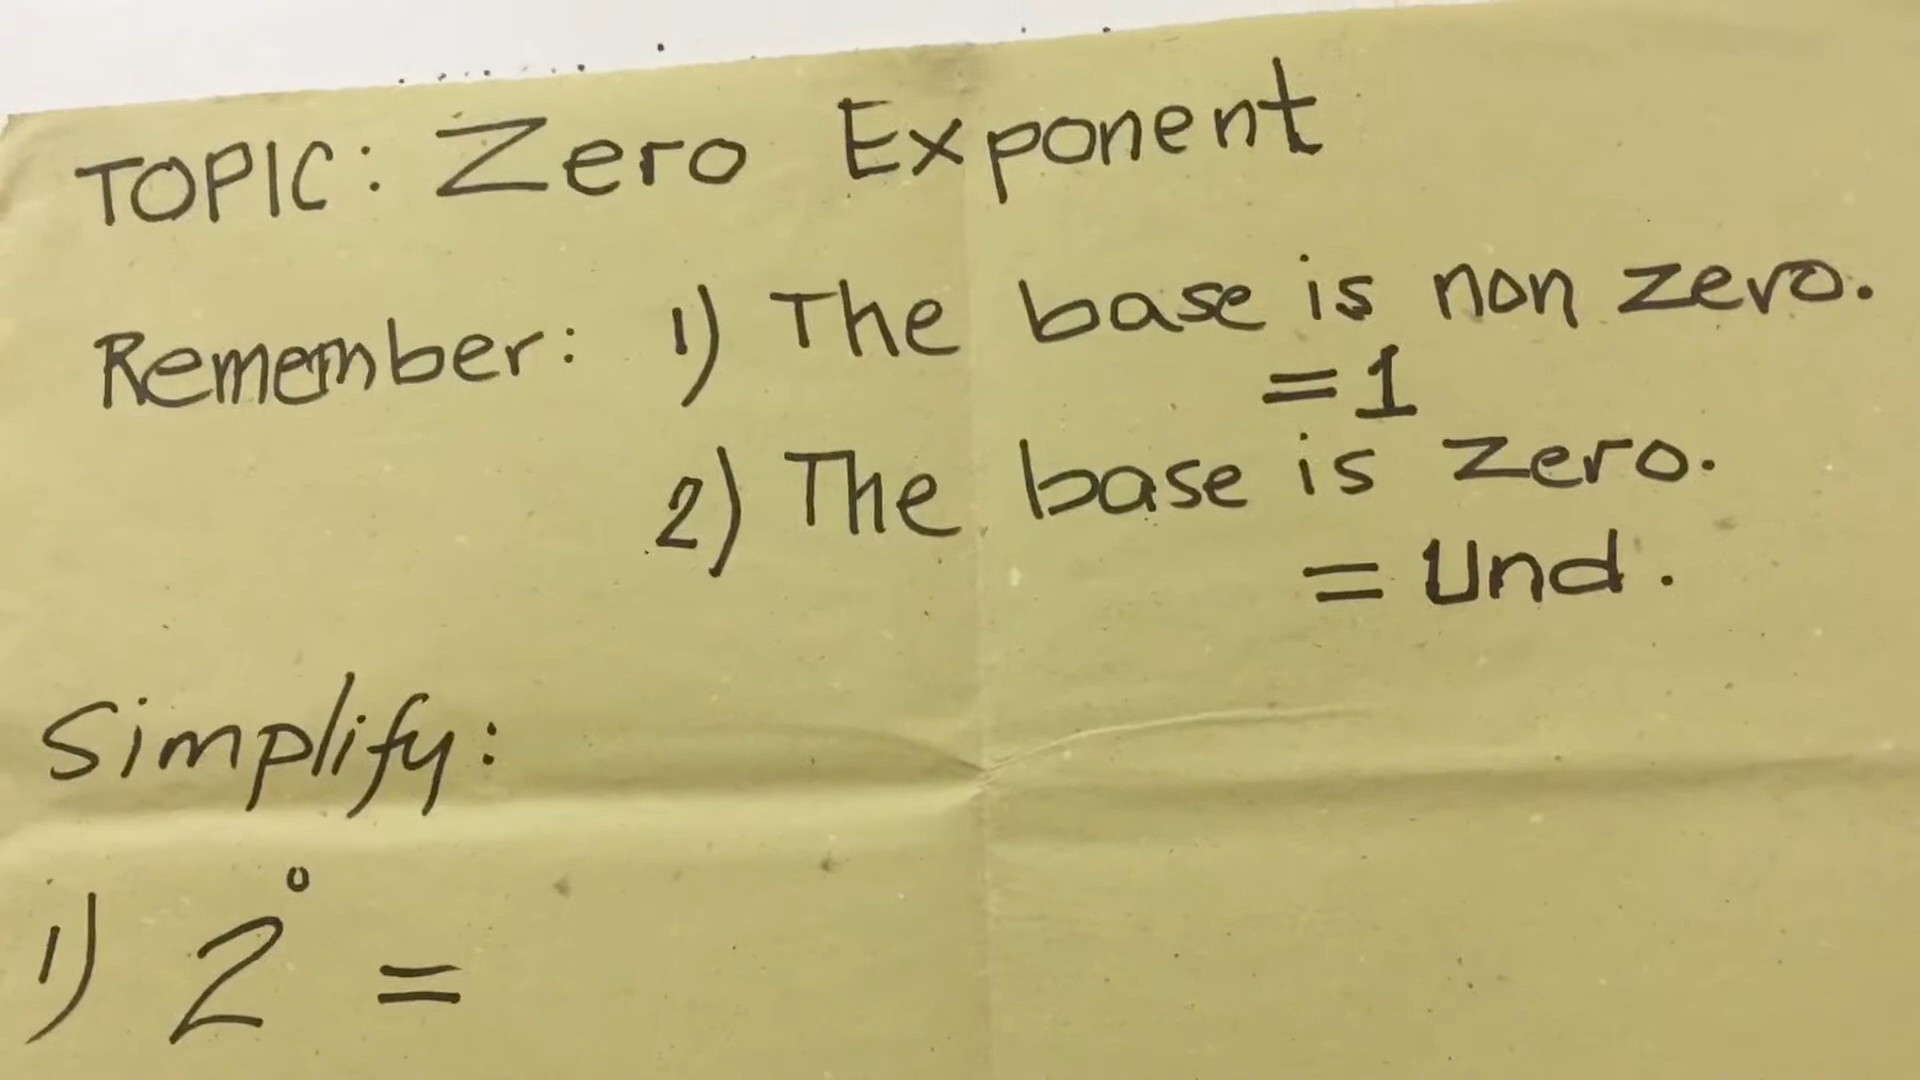 TOPIC: Zero Exponent
Remember: 1) The base is non zero.
= 1
2) The base is zero.
= Und.
Simplify:
1) 2⁰ =